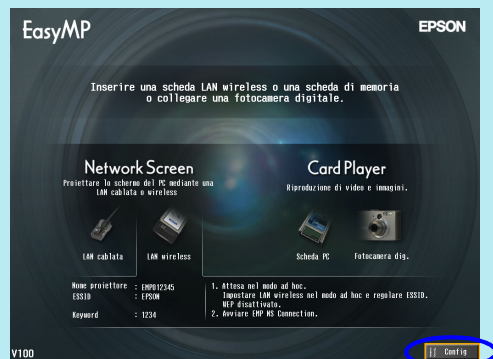 EasyMP
EPSON
Inserire una scheda LAN wireless o una scheda di memoria
o collegare una fotocamera digitale.
Network Screen
Proiettare lo schermo del PC mediante una
LAN cablata o wireless
LAN cablata
LAN wireless
Card Player
Riproduzione di video e immagini.
Scheda PC
Fotocamera dig.
Nome proiettore : EMP012345
ESSID : EPSON
Keyword : 1234
1. Attesa nel modo ad hoc.
Impostare LAN wireless nel modo ad hoc e regolare ESSID.
WEP disattivato.
2. Avviare EMP NS Connection.
V100
Config